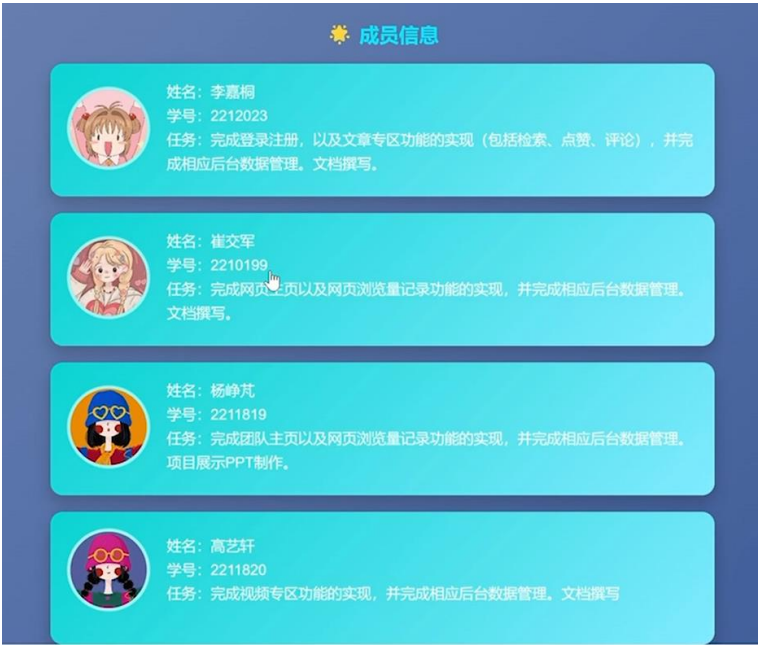 成员信息
姓名：李嘉桐
学号：2212023
任务：完成登录注册，以及文章专区功能的实现（包括检索、点赞、评论），并完
成相应后台数据管理。文档撰写。
姓名：崔交军
学号：2210199
任务：完成网页主页以及网页浏览量记录功能的实现，并完成相应后台数据管理。
文档撰写。
姓名：杨峥芃
学号：2211819
任务：完成团队主页以及网页浏览量记录功能的实现，并完成相应后台数据管理。
项目展示PPT制作。
姓名：高艺轩
学号：2211820
任务：完成视频专区功能的实现，并完成相应后台数据管理。文档撰写